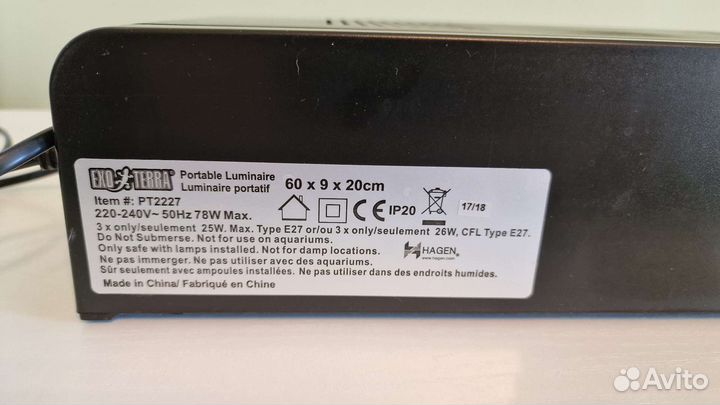 EXO TERRA® Portable Luminaire
Luminaire portatif 60 x 9 x 20cm
Item #: PT2227
220-240V~ 50Hz 78W Max. CE IP20 17/18
3 x only/seulement 25W. Max. Type E27 or/ou 3 x only/seulement 26W, CFL Type E27.
Do Not Submerse. Not for use on aquariums.
Only safe with lamps installed. Not for damp locations. HAGEN®
www.hagen.com
Ne pas immerger. Ne pas utiliser avec des aquariums.
Sûr seulement avec ampoules installées. Ne pas utiliser dans des endroits humides.
Made in China/ Fabriqué en Chine
Avito